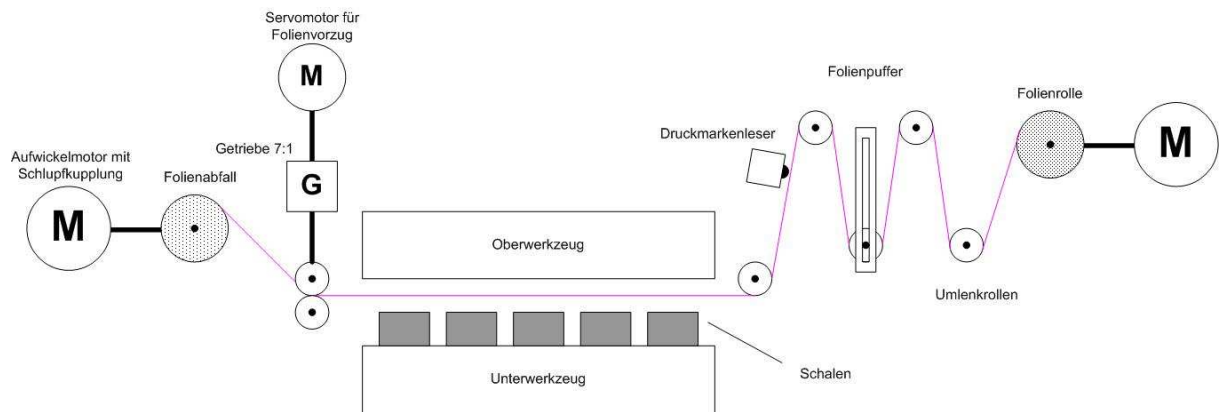 Servomotor für
Folienvorzug
M
Getriebe 7:1
G
Aufwickelmotor mit
Schlupfkupplung
M
Folienabfall
Oberwerkzeug
Unterwerkzeug
Schalen
Druckmarkenleser
Folienpuffer
Umlenkrollen
Folienrolle
M